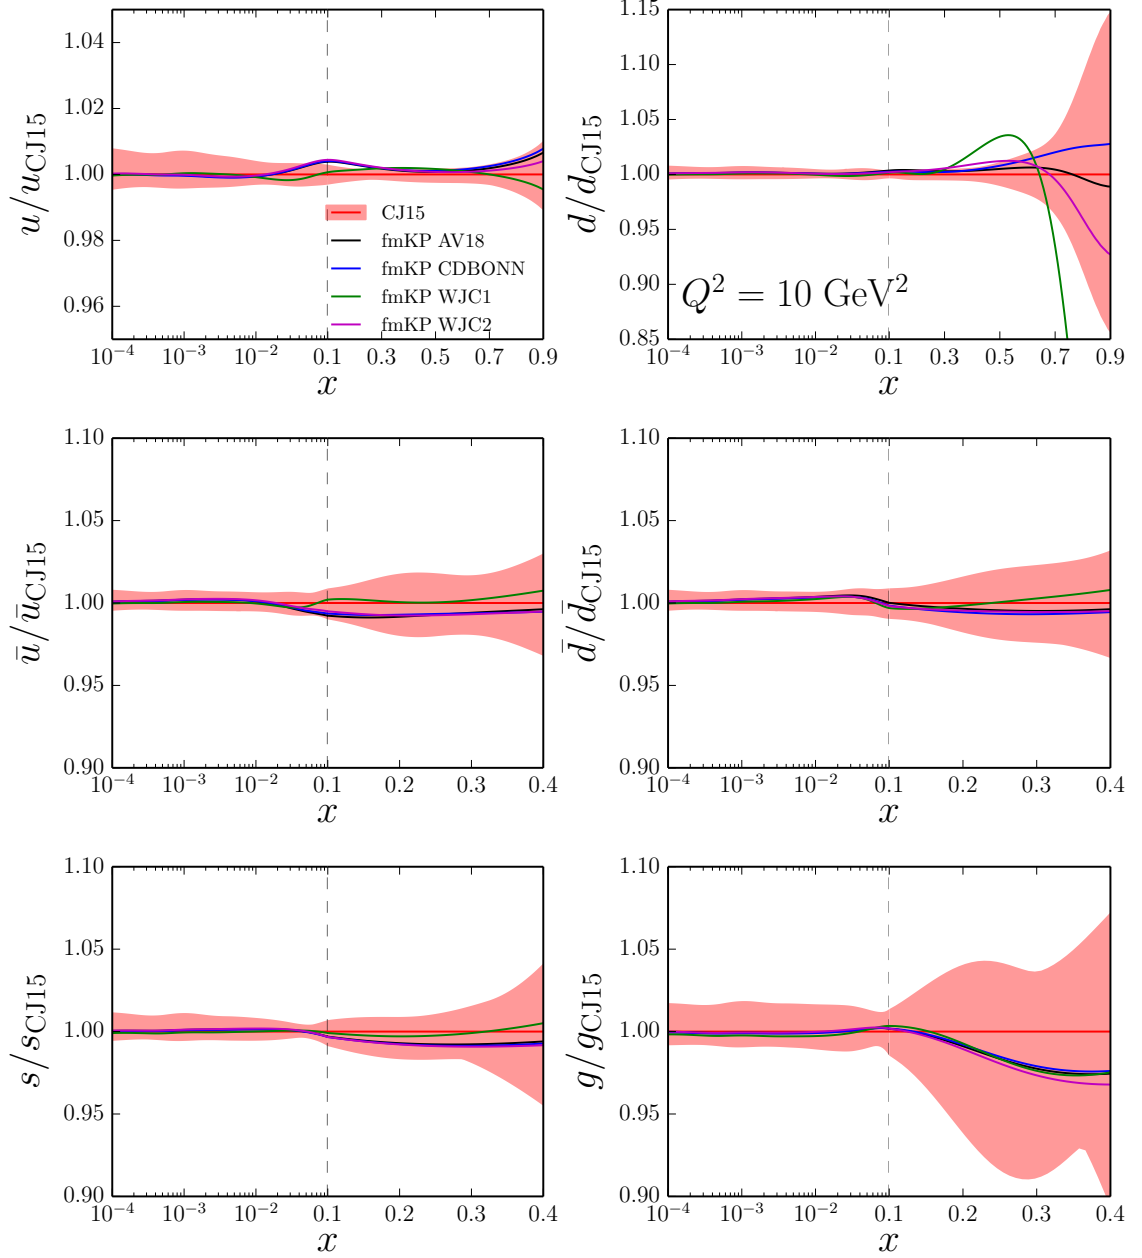 u/u_CJ15
1.04
1.02
1.00
0.98
0.96
CJ15
fmKP AV18
fmKP CDBONN
fmKP WJC1
fmKP WJC2
10⁻⁴ 10⁻³ 10⁻² 0.1 0.3 0.5 0.7 0.9
x
d/d_CJ15
1.15
1.10
1.05
1.00
0.95
0.90
0.85
Q² = 10 GeV²
10⁻⁴ 10⁻³ 10⁻² 0.1 0.3 0.5 0.7 0.9
x
ū/ū_CJ15
1.10
1.05
1.00
0.95
0.90
10⁻⁴ 10⁻³ 10⁻² 0.1 0.2 0.3 0.4
x
d̄/d̄_CJ15
1.10
1.05
1.00
0.95
0.90
10⁻⁴ 10⁻³ 10⁻² 0.1 0.2 0.3 0.4
x
s/s_CJ15
1.10
1.05
1.00
0.95
0.90
10⁻⁴ 10⁻³ 10⁻² 0.1 0.2 0.3 0.4
x
g/g_CJ15
1.10
1.05
1.00
0.95
0.90
10⁻⁴ 10⁻³ 10⁻² 0.1 0.2 0.3 0.4
x